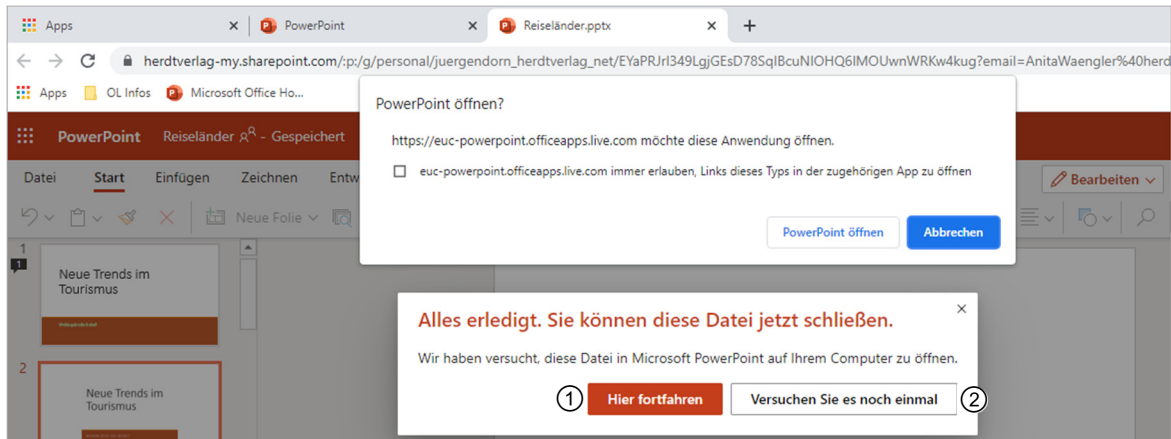 Apps
PowerPoint
Reiseländer.pptx
herdtverlag-my.sharepoint.com/:p:/g/personal/juergendorn_herdtverlag_net/EYaPRJrI349LgjGEsD78SqIBcuNIOHQ6IMOUwnWRKw4kug?email=AnitaWaengler%40herd
Apps OL Infos Microsoft Office Ho...
PowerPoint öffnen?
https://euc-powerpoint.officeapps.live.com möchte diese Anwendung öffnen.
euc-powerpoint.officeapps.live.com immer erlauben, Links dieses Typs in der zugehörigen App zu öffnen
PowerPoint öffnen Abbrechen
PowerPoint Reiseländer - Gespeichert
Datei Start Einfügen Zeichnen Entw
Bearbeiten
Neue Folie
1
1
Neue Trends im
Tourismus
2
Neue Trends im
Tourismus
Alles erledigt. Sie können diese Datei jetzt schließen.
Wir haben versucht, diese Datei in Microsoft PowerPoint auf Ihrem Computer zu öffnen.
1 Hier fortfahren Versuchen Sie es noch einmal 2